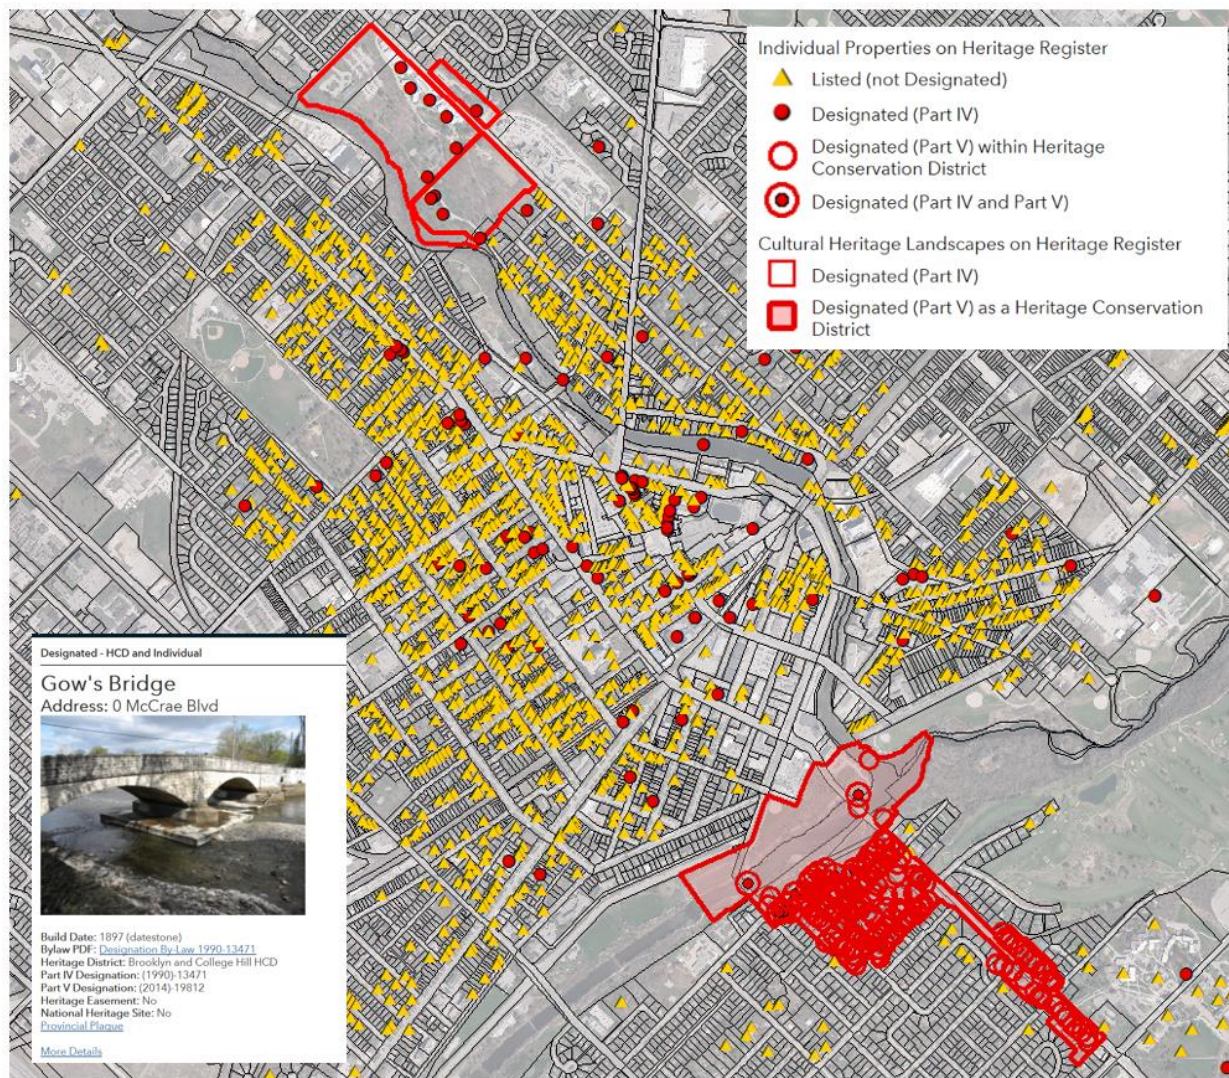 Individual Properties on Heritage Register
Listed (not Designated)
Designated (Part IV)
Designated (Part V) within Heritage
Conservation District
Designated (Part IV and Part V)
Cultural Heritage Landscapes on Heritage Register
Designated (Part IV)
Designated (Part V) as a Heritage Conservation
District
Designated - HCD and Individual
Gow's Bridge
Address: 0 McCrae Blvd
Build Date: 1897 (datestone)
Bylaw PDF: Designation By-Law 1990-13471
Heritage District: Brooklyn and College Hill HCD
Part IV Designation: (1990)-13471
Part V Designation: (2014)-19812
Heritage Easement: No
National Heritage Site: No
Provincial Plaque
More Details